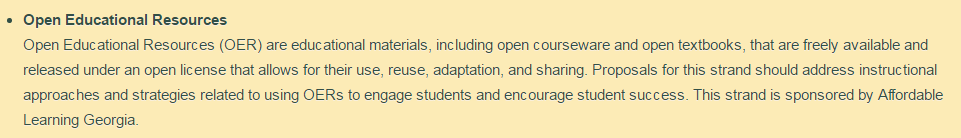 • Open Educational Resources
Open Educational Resources (OER) are educational materials, including open courseware and open textbooks, that are freely available and
released under an open license that allows for their use, reuse, adaptation, and sharing. Proposals for this strand should address instructional
approaches and strategies related to using OERs to engage students and encourage student success. This strand is sponsored by Affordable
Learning Georgia.